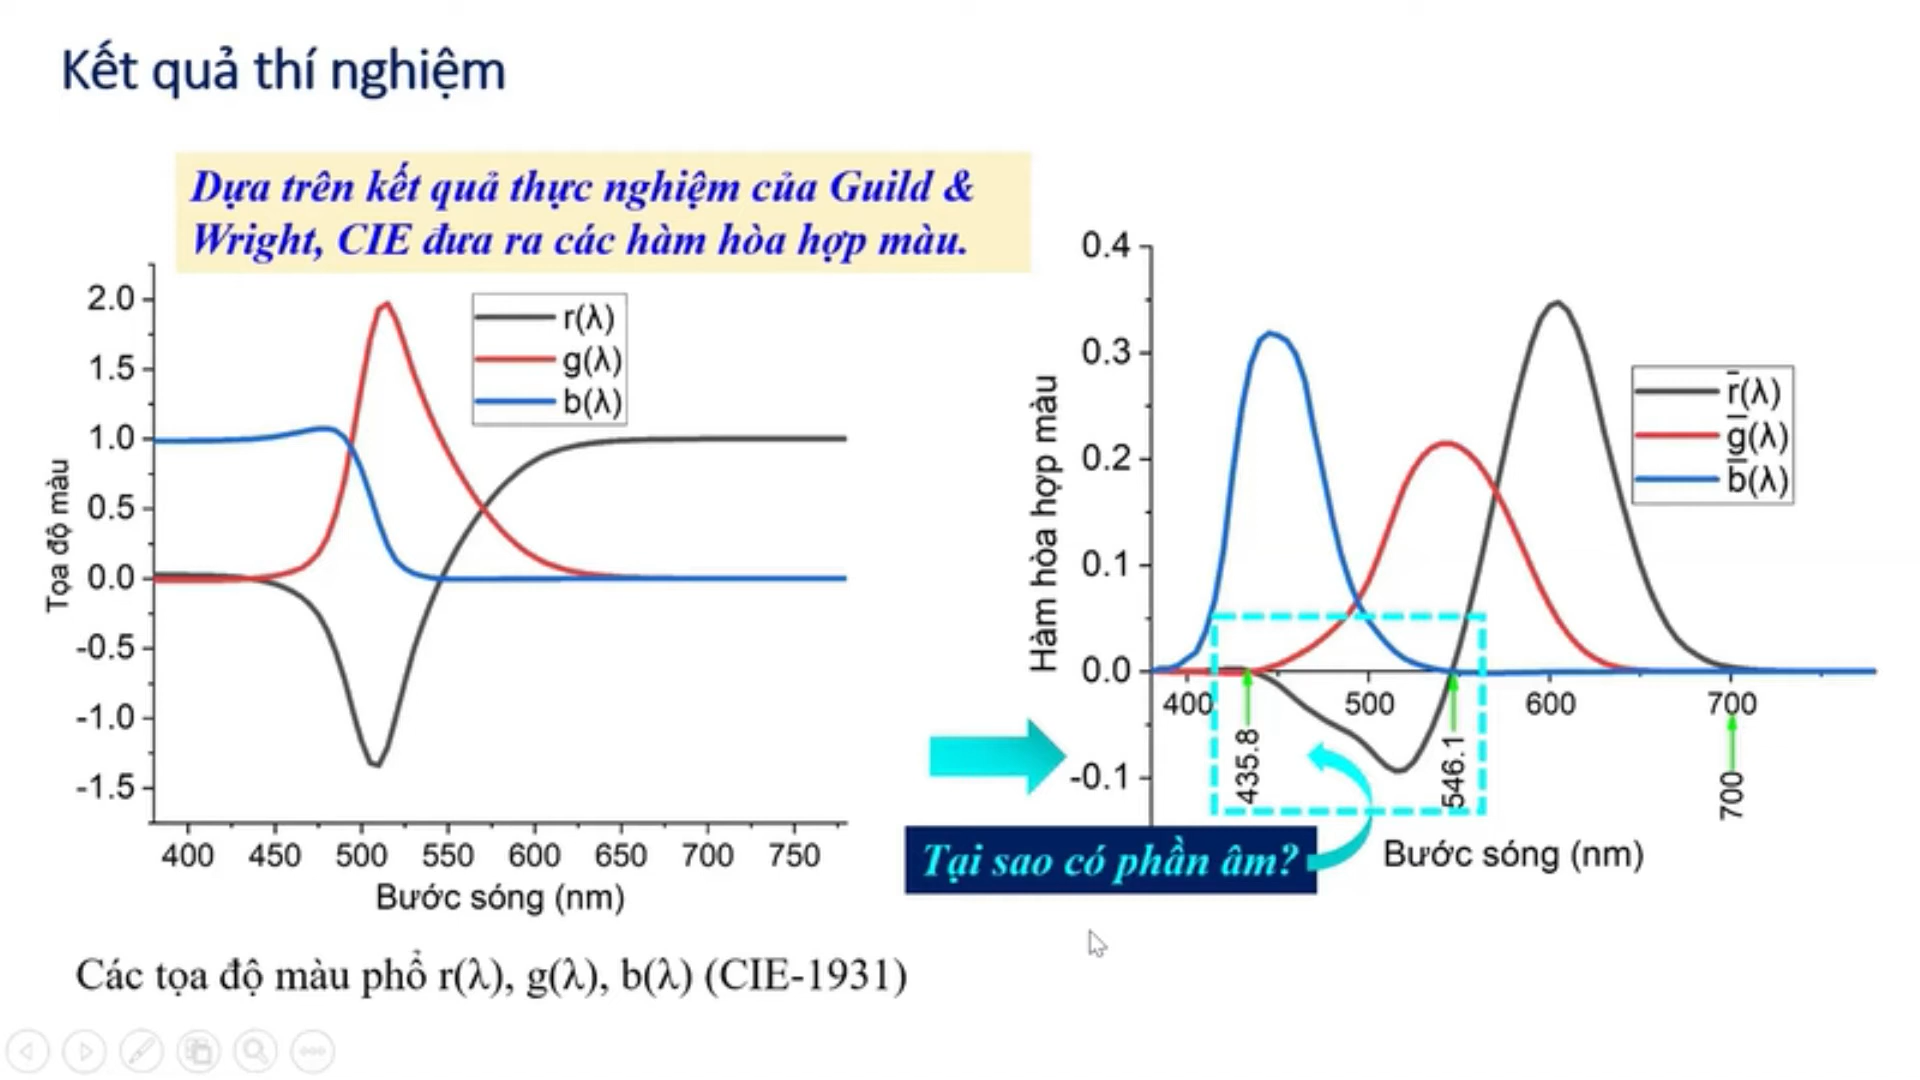 Kết quả thí nghiệm
Dựa trên kết quả thực nghiệm của Guild &
Wright, CIE đưa ra các hàm hòa hợp màu.
2.0
1.5
1.0
0.5
0.0
-0.5
-1.0
-1.5
Tọa độ màu
r(λ)
g(λ)
b(λ)
400 450 500 550 600 650 700 750
Bước sóng (nm)
Các tọa độ màu phổ r(λ), g(λ), b(λ) (CIE-1931)
0.4
0.3
0.2
0.1
0.0
-0.1
Hàm hòa hợp màu
r̅(λ)
g̅(λ)
b̅(λ)
400 500 600 700
435.8
546.1
700
Bước sóng (nm)
Tại sao có phần âm?